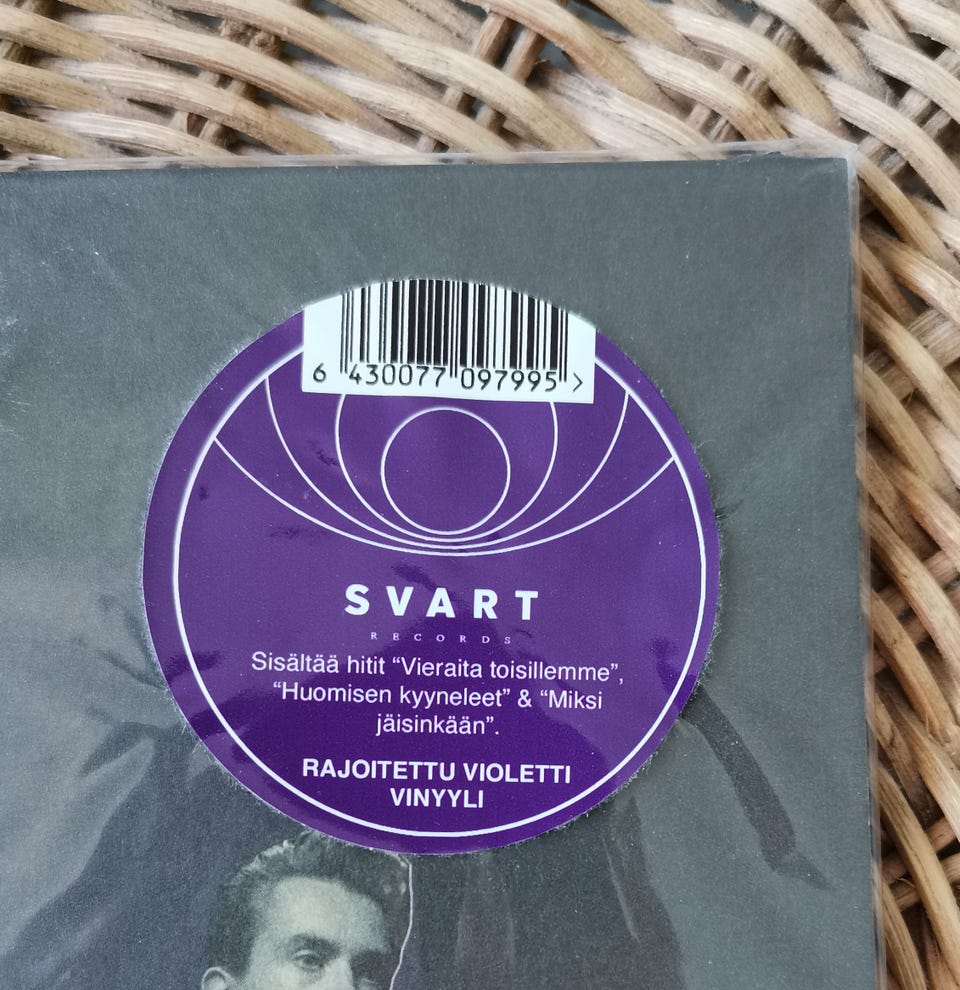 6 430077 097995 >
SVART
RECORDS
Sisältää hitit “Vieraita toisillemme”,
“Huomisen kyyneleet” & “Miksi
jäisinkään”.
RAJOITETTU VIOLETTI
VINYYLI